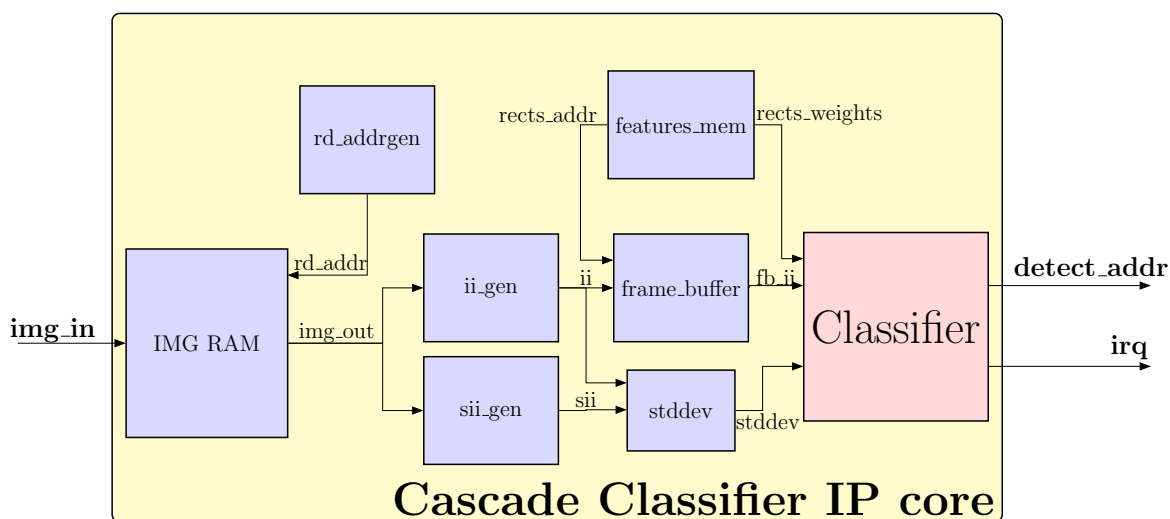 features_mem
rects_addr
rects_weights
rd_addrgen
rd_addr
ii_gen
ii
frame_buffer
fb_ii
detect_addr
img_in
IMG RAM
img_out
Classifier
irq
sii_gen
sii
stddev
stddev
Cascade Classifier IP core